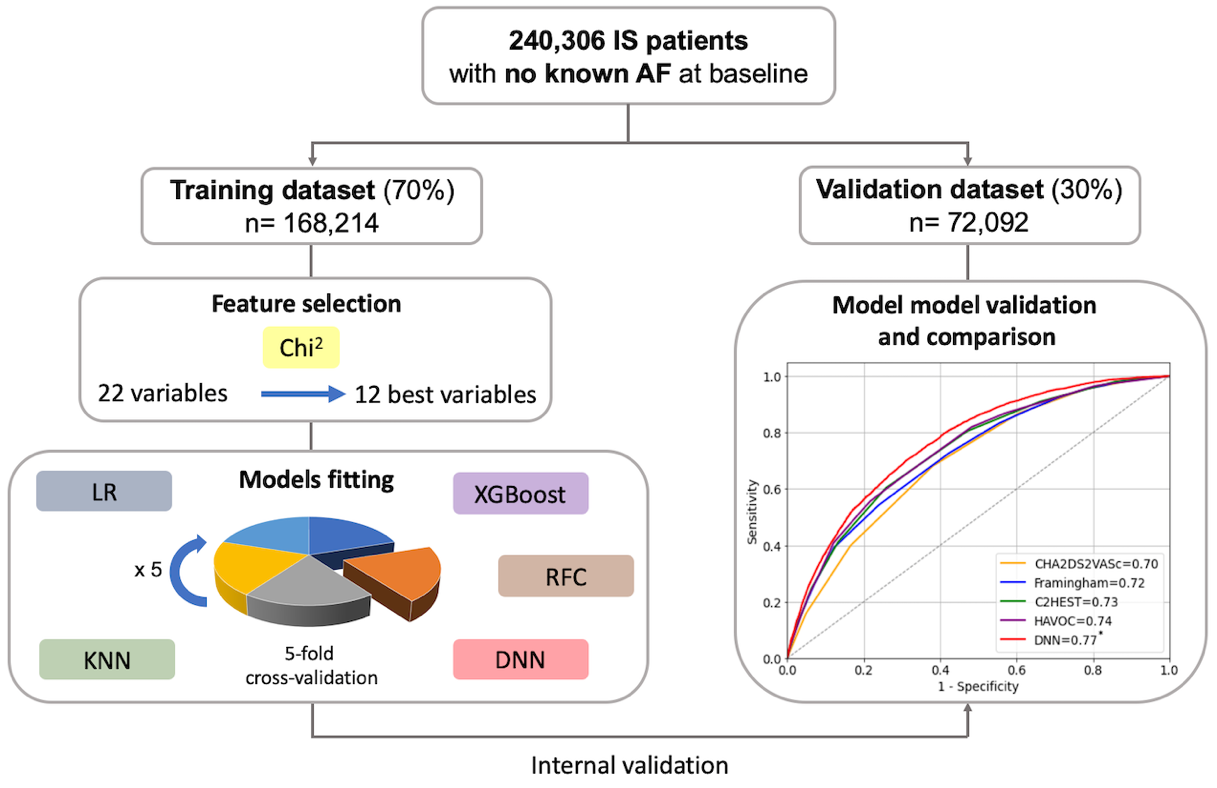 240,306 IS patients
with no known AF at baseline
Training dataset (70%)
n= 168,214
Validation dataset (30%)
n= 72,092
Feature selection
Chi²
22 variables
12 best variables
Models fitting
LR
XGBoost
x 5
RFC
KNN
DNN
5-fold
cross-validation
Model model validation
and comparison
1.0
0.8
0.6
0.4
0.2
0.0
Sensitivity
CHA2DS2VASc=0.70
Framingham=0.72
C2HEST=0.73
HAVOC=0.74
DNN=0.77*
0.0 0.2 0.4 0.6 0.8 1.0
1 - Specificity
Internal validation